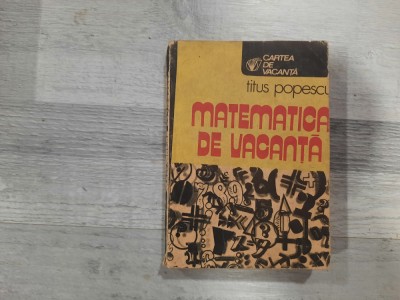 CARTEA
DE
VACANȚĂ
titus popescu
MATEMATICA
DE VACANȚĂ